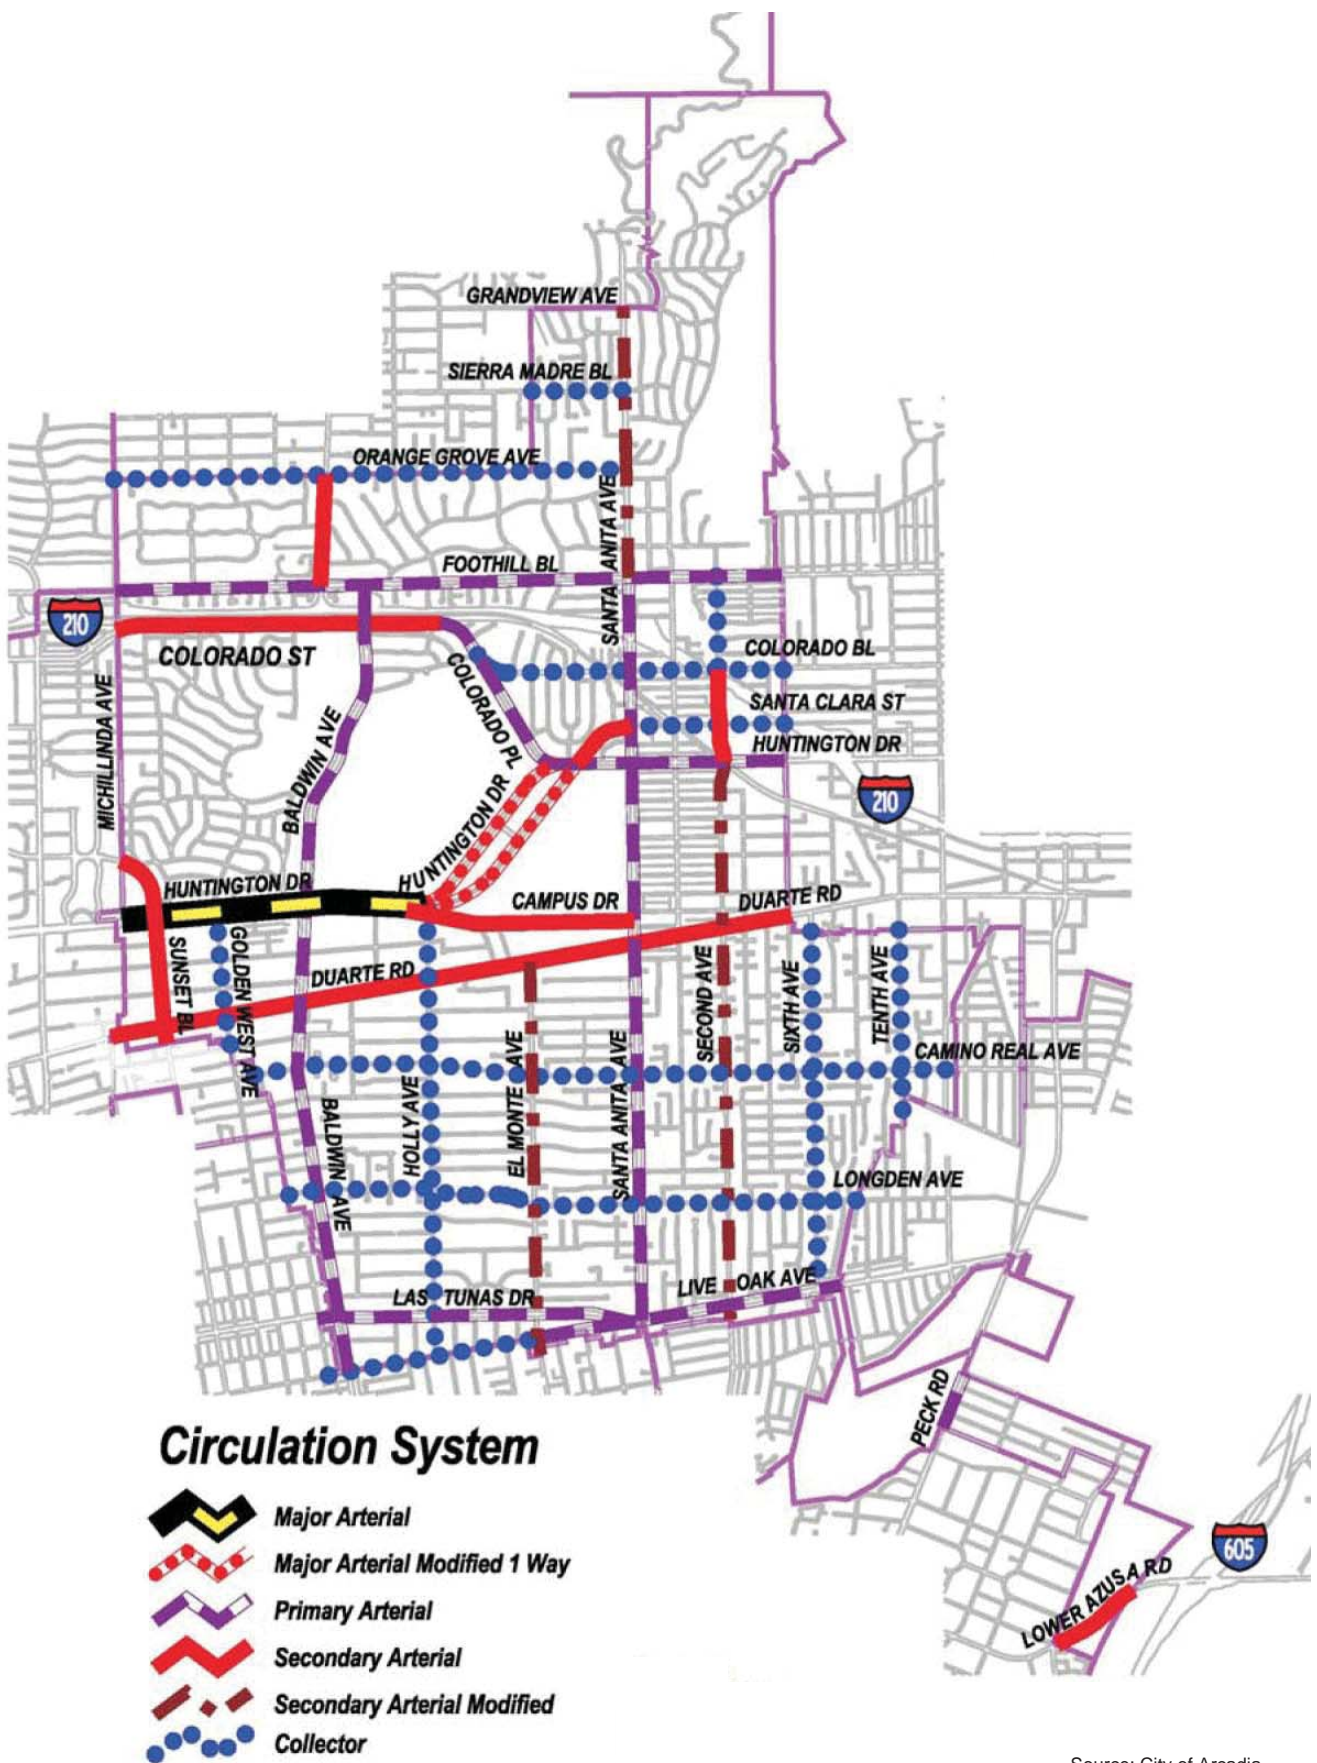 GRANDVIEW AVE
SIERRA MADRE BL
ORANGE GROVE AVE
SANTA ANITA AVE
FOOTHILL BL
210
COLORADO ST
COLORADO BL
COLORADO PL
SANTA CLARA ST
MICHILLINDA AVE
BALDWIN AVE
HUNTINGTON DR
HUNTINGTON DR
210
HUNTINGTON DR
CAMPUS DR
DUARTE RD
SUNSET BL
GOLDEN WEST AVE
DUARTE RD
SECOND AVE
SIXTH AVE
TENTH AVE
CAMINO REAL AVE
BALDWIN AVE
HOLLY AVE
EL MONTE AVE
SANTA ANITA AVE
LONGDEN AVE
LAS TUNAS DR
LIVE OAK AVE
PECK RD
605
LOWER AZUSA RD
Circulation System
Major Arterial
Major Arterial Modified 1 Way
Primary Arterial
Secondary Arterial
Secondary Arterial Modified
Collector
Source: City of Arcadia